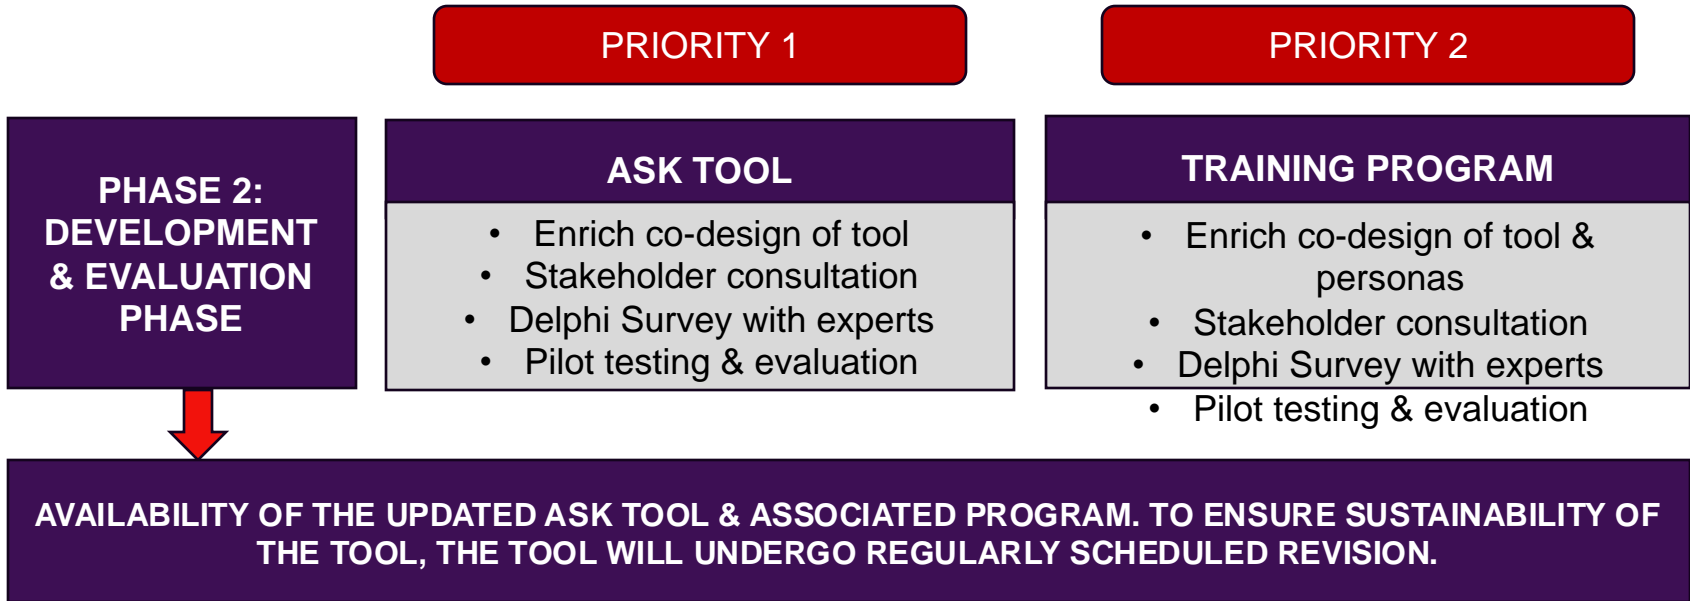 PRIORITY 1
PRIORITY 2
PHASE 2:
DEVELOPMENT
& EVALUATION
PHASE
ASK TOOL
• Enrich co-design of tool
• Stakeholder consultation
• Delphi Survey with experts
• Pilot testing & evaluation
TRAINING PROGRAM
• Enrich co-design of tool &
personas
• Stakeholder consultation
• Delphi Survey with experts
• Pilot testing & evaluation
AVAILABILITY OF THE UPDATED ASK TOOL & ASSOCIATED PROGRAM. TO ENSURE SUSTAINABILITY OF
THE TOOL, THE TOOL WILL UNDERGO REGULARLY SCHEDULED REVISION.